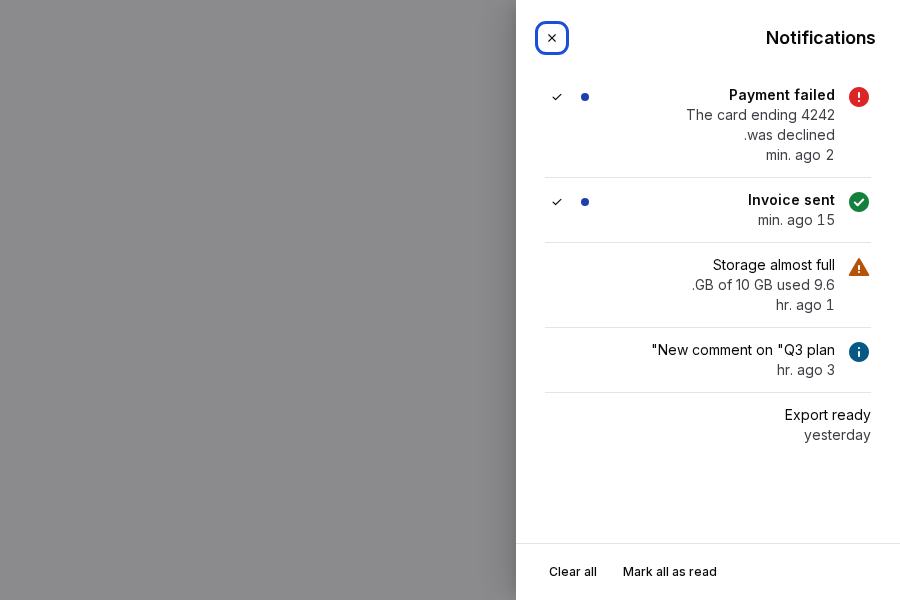 Notifications
Payment failed
The card ending 4242
.was declined
min. ago 2
Invoice sent
min. ago 15
Storage almost full
.GB of 10 GB used 9.6
hr. ago 1
"New comment on "Q3 plan
hr. ago 3
Export ready
yesterday
Clear all
Mark all as read